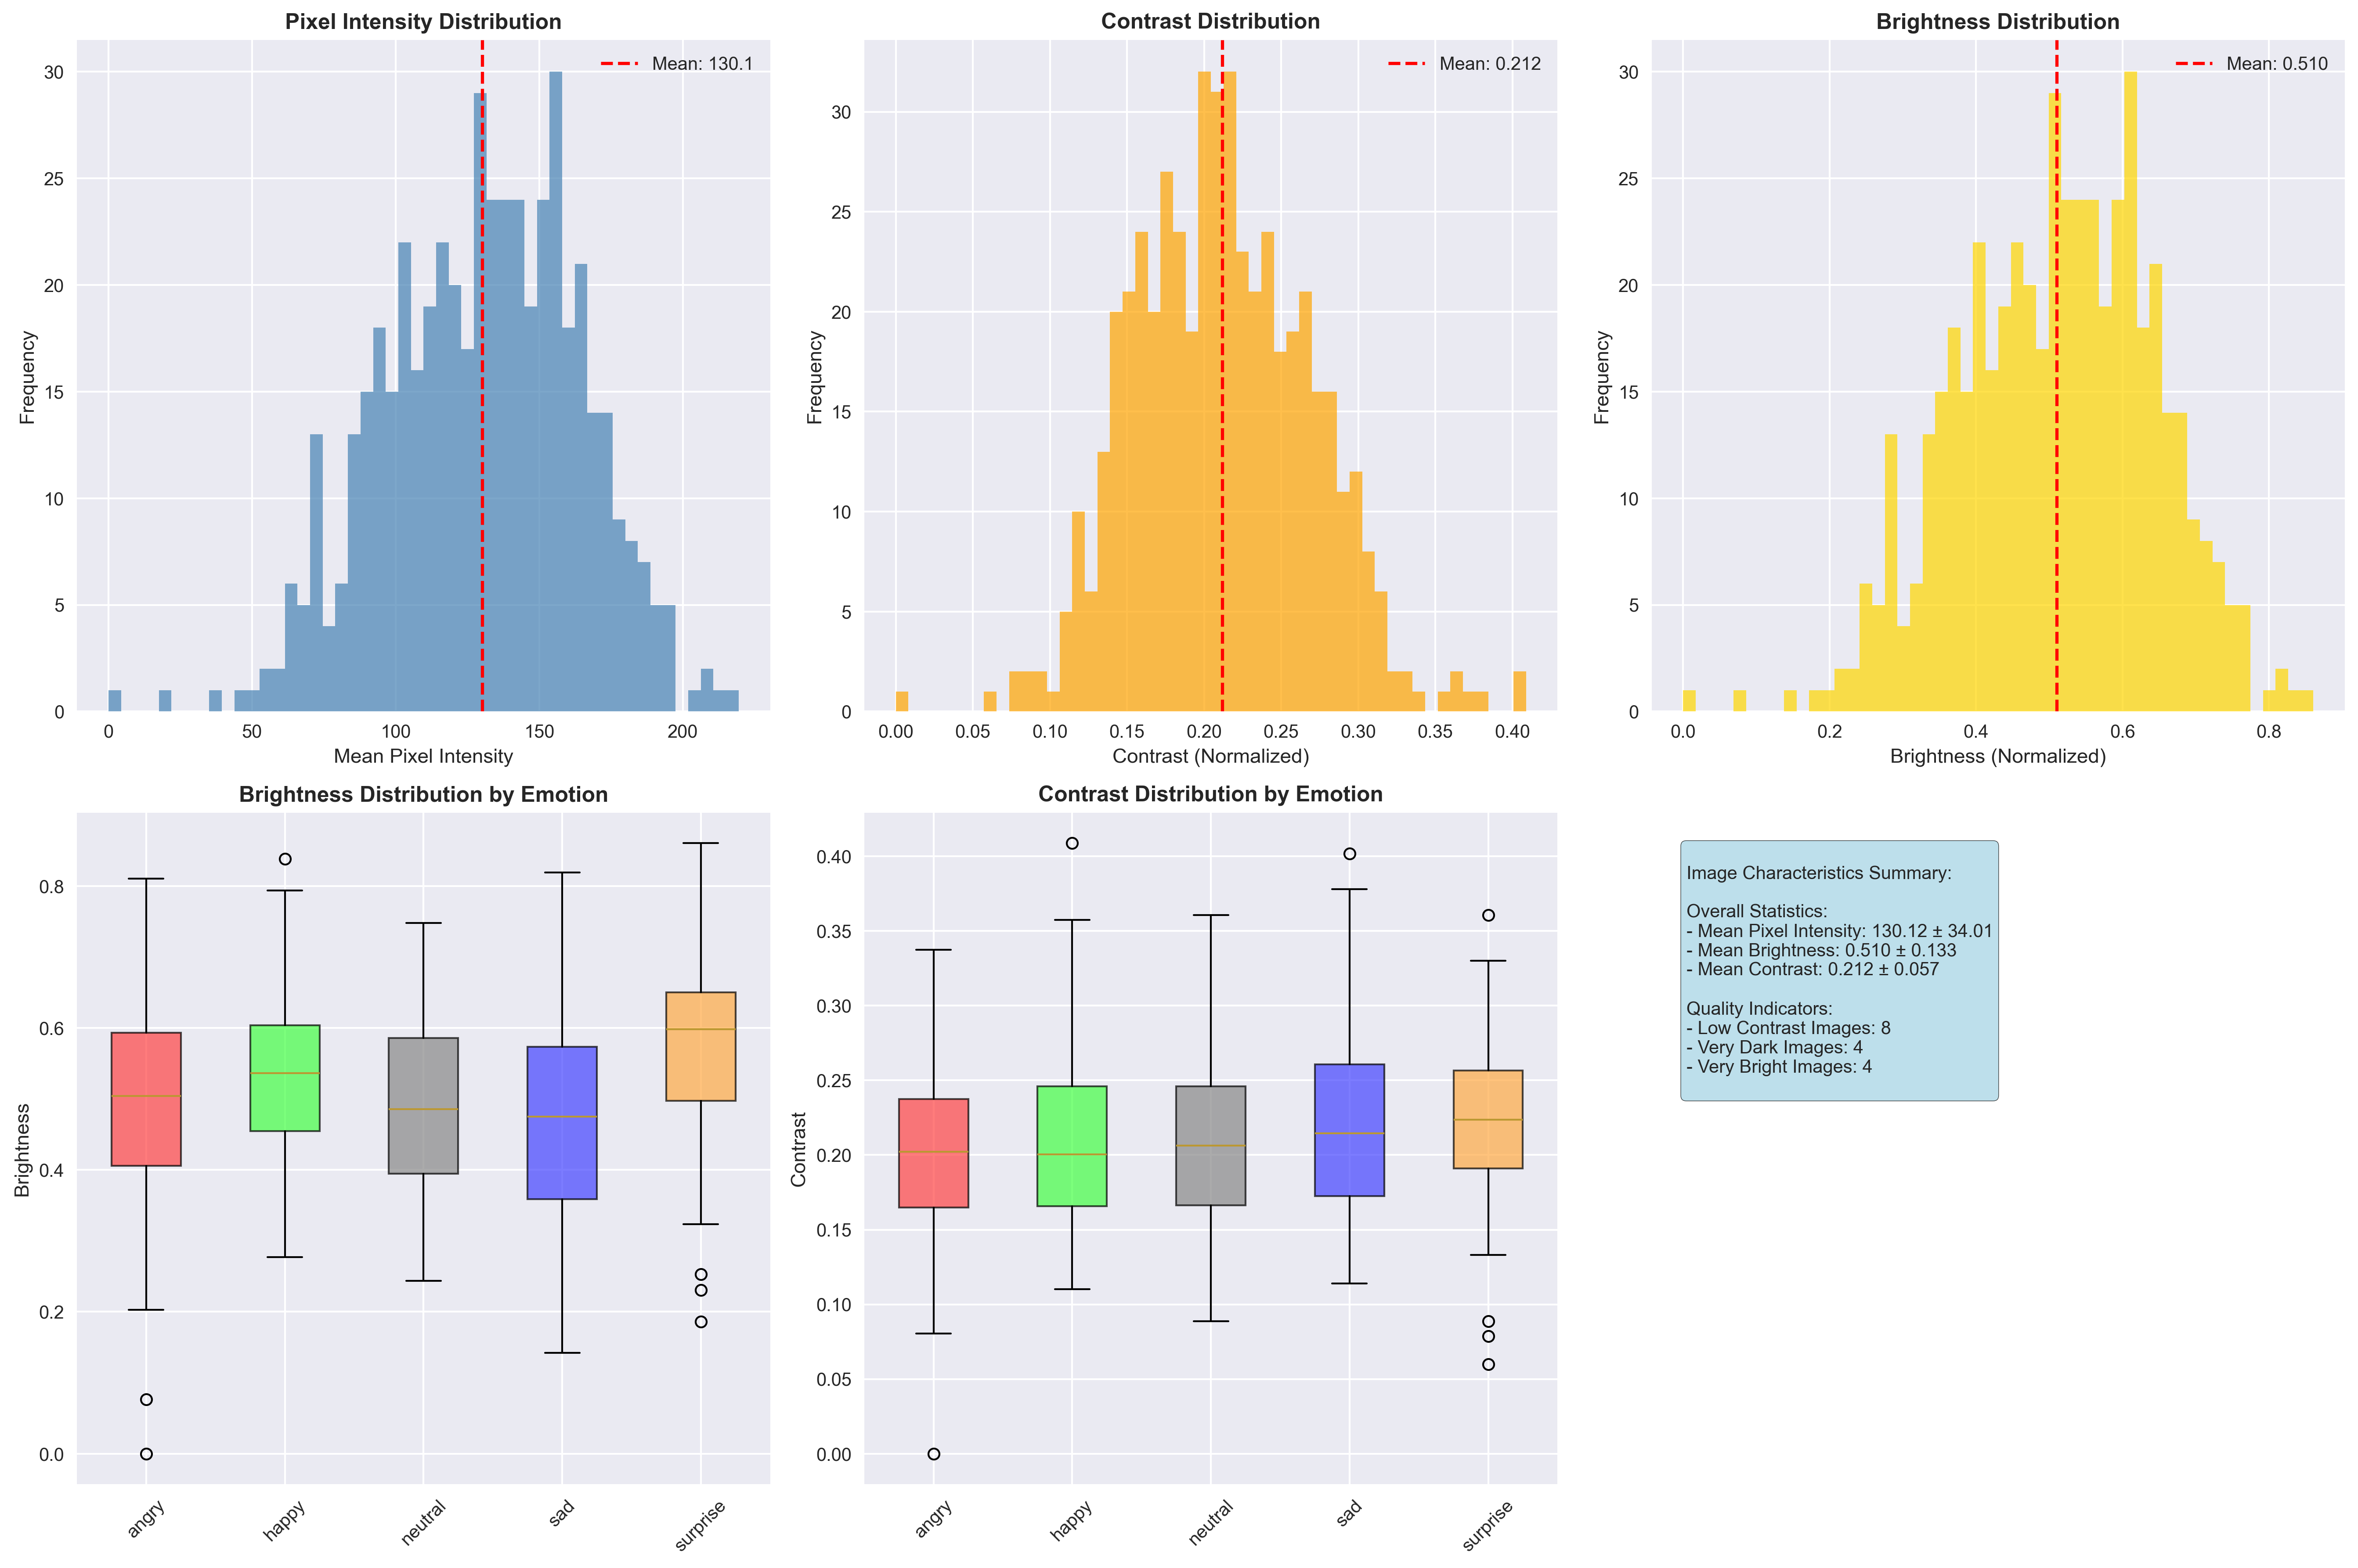 Pixel Intensity Distribution
Mean: 130.1
30
25
20
15
10
5
0
Frequency
0 50 100 150 200
Mean Pixel Intensity
Contrast Distribution
Mean: 0.212
30
25
20
15
10
5
0
Frequency
0.00 0.05 0.10 0.15 0.20 0.25 0.30 0.35 0.40
Contrast (Normalized)
Brightness Distribution
Mean: 0.510
30
25
20
15
10
5
0
Frequency
0.0 0.2 0.4 0.6 0.8
Brightness (Normalized)
Brightness Distribution by Emotion
0.8
0.6
0.4
0.2
0.0
Brightness
angry happy neutral sad surprise
Contrast Distribution by Emotion
0.40
0.35
0.30
0.25
0.20
0.15
0.10
0.05
0.00
Contrast
angry happy neutral sad surprise
Image Characteristics Summary:
Overall Statistics:
- Mean Pixel Intensity: 130.12 ± 34.01
- Mean Brightness: 0.510 ± 0.133
- Mean Contrast: 0.212 ± 0.057
Quality Indicators:
- Low Contrast Images: 8
- Very Dark Images: 4
- Very Bright Images: 4